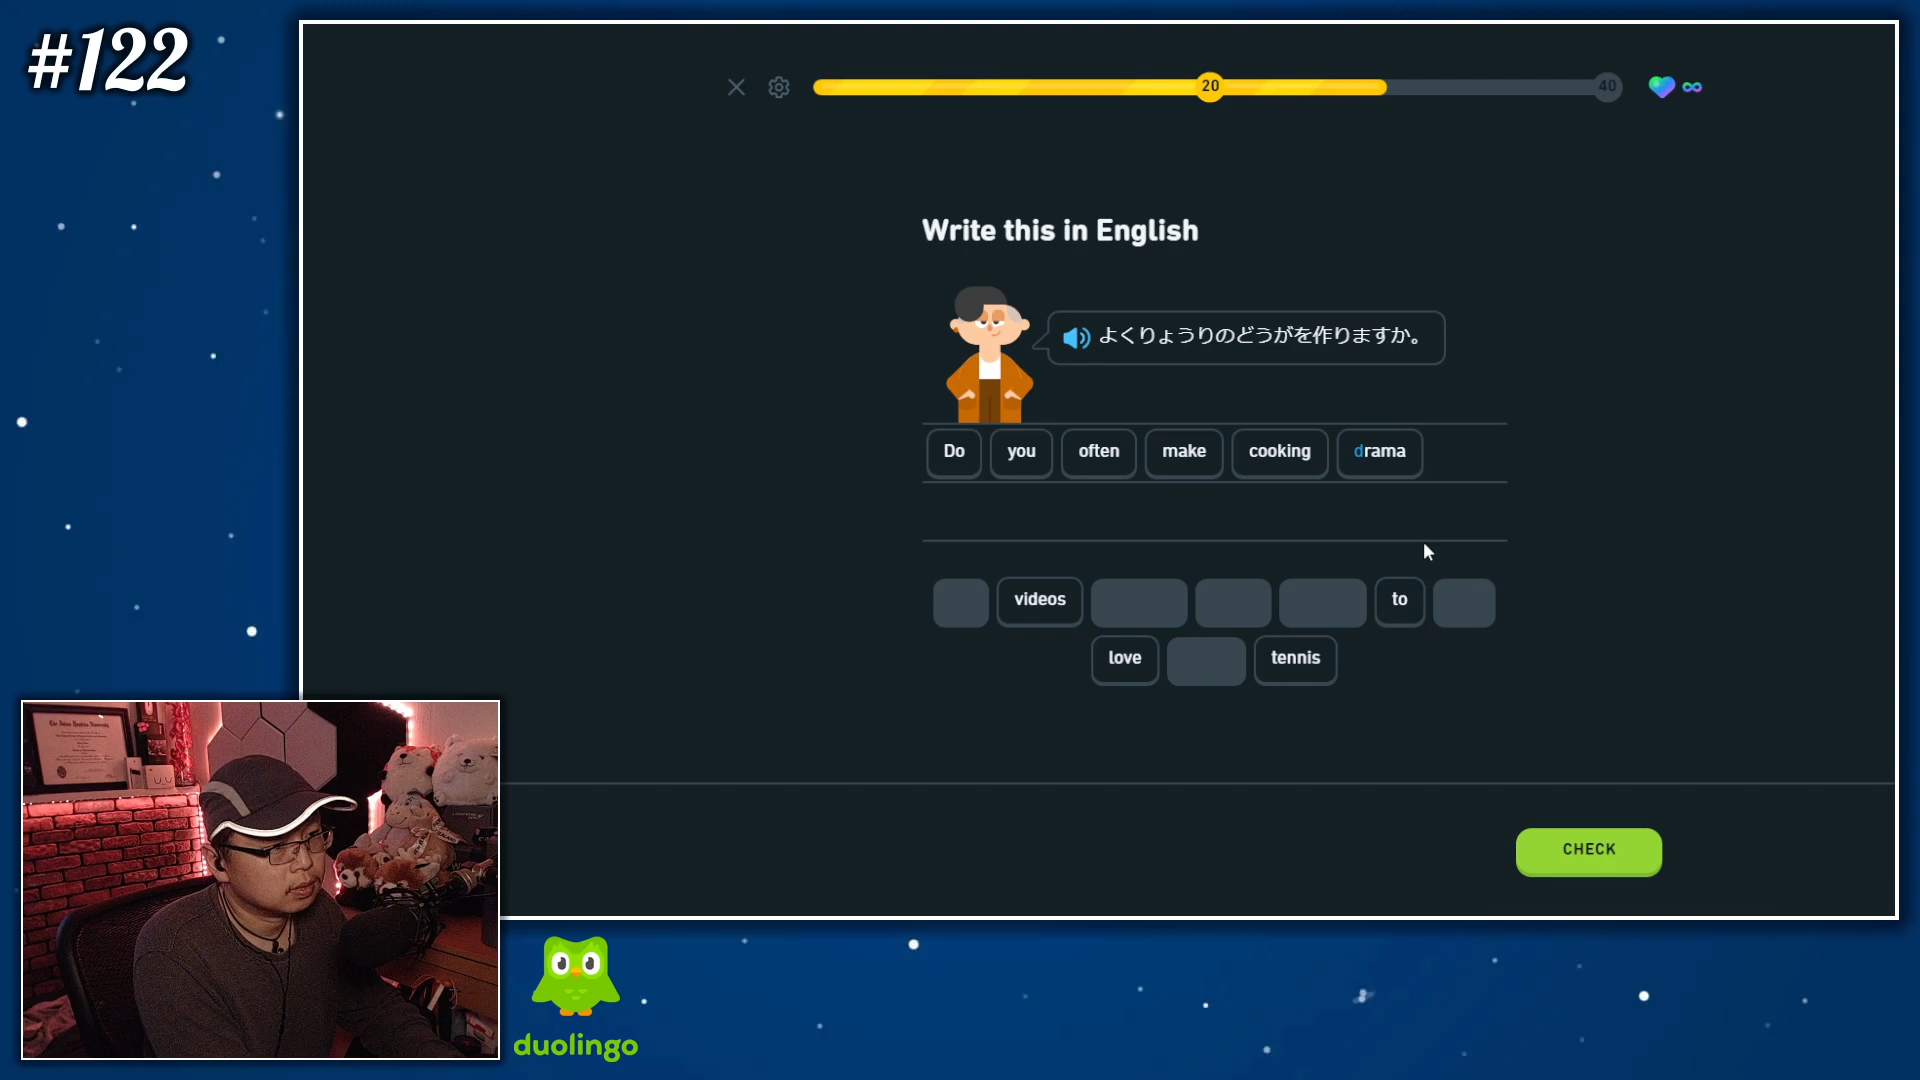 #122
20
40
Write this in English
よくりょうりのどうがを作りますか。
Do you often make cooking drama
videos to
love tennis
CHECK
duolingo